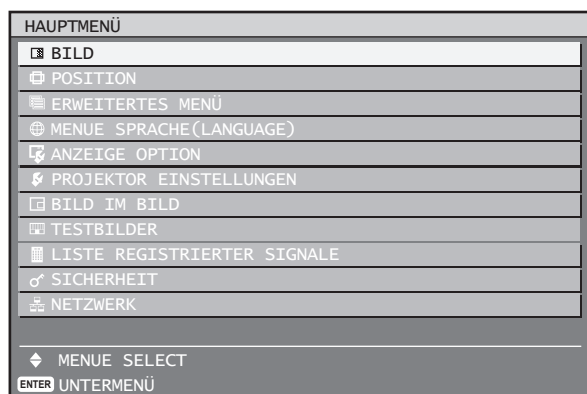 HAUPTMENÜ
BILD
POSITION
ERWEITERTES MENÜ
MENUE SPRACHE(LANGUAGE)
ANZEIGE OPTION
PROJEKTOR EINSTELLUNGEN
BILD IM BILD
TESTBILDER
LISTE REGISTRIERTER SIGNALE
SICHERHEIT
NETZWERK
MENUE SELECT
ENTER UNTERMENÜ